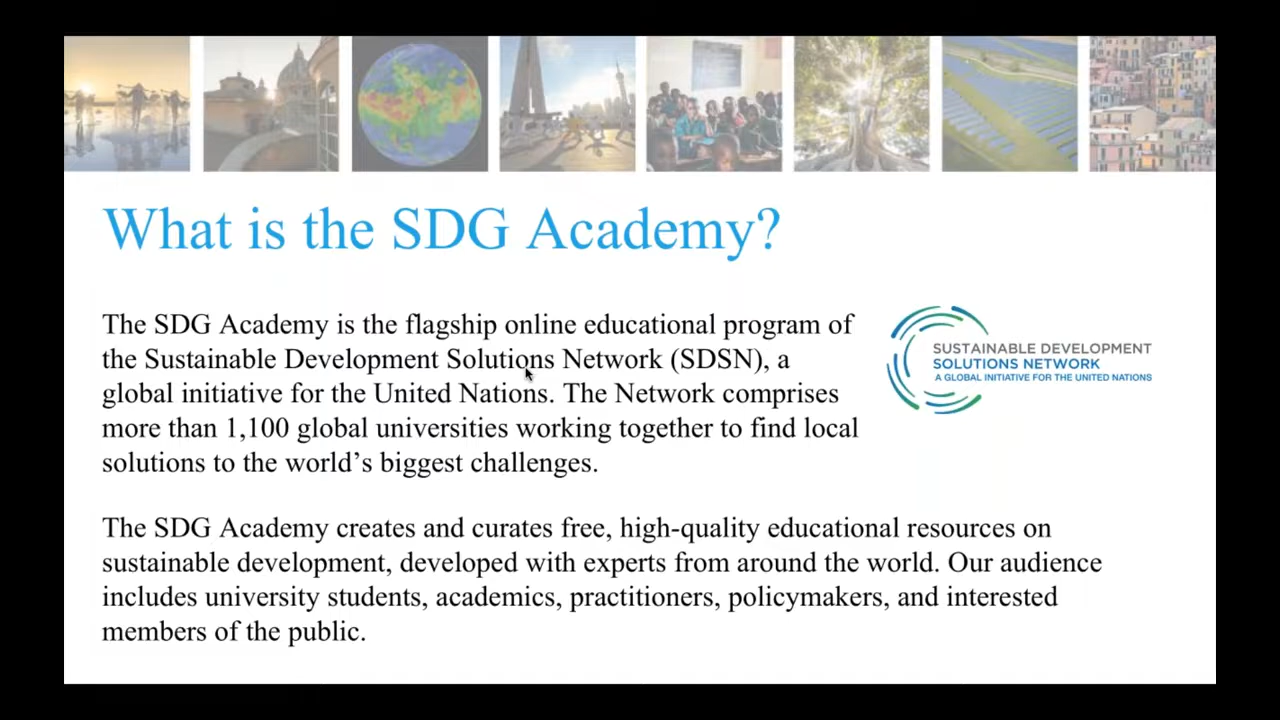 What is the SDG Academy?
The SDG Academy is the flagship online educational program of
the Sustainable Development Solutions Network (SDSN), a
global initiative for the United Nations. The Network comprises
more than 1,100 global universities working together to find local
solutions to the world’s biggest challenges.
SUSTAINABLE DEVELOPMENT
SOLUTIONS NETWORK
A GLOBAL INITIATIVE FOR THE UNITED NATIONS
The SDG Academy creates and curates free, high-quality educational resources on
sustainable development, developed with experts from around the world. Our audience
includes university students, academics, practitioners, policymakers, and interested
members of the public.